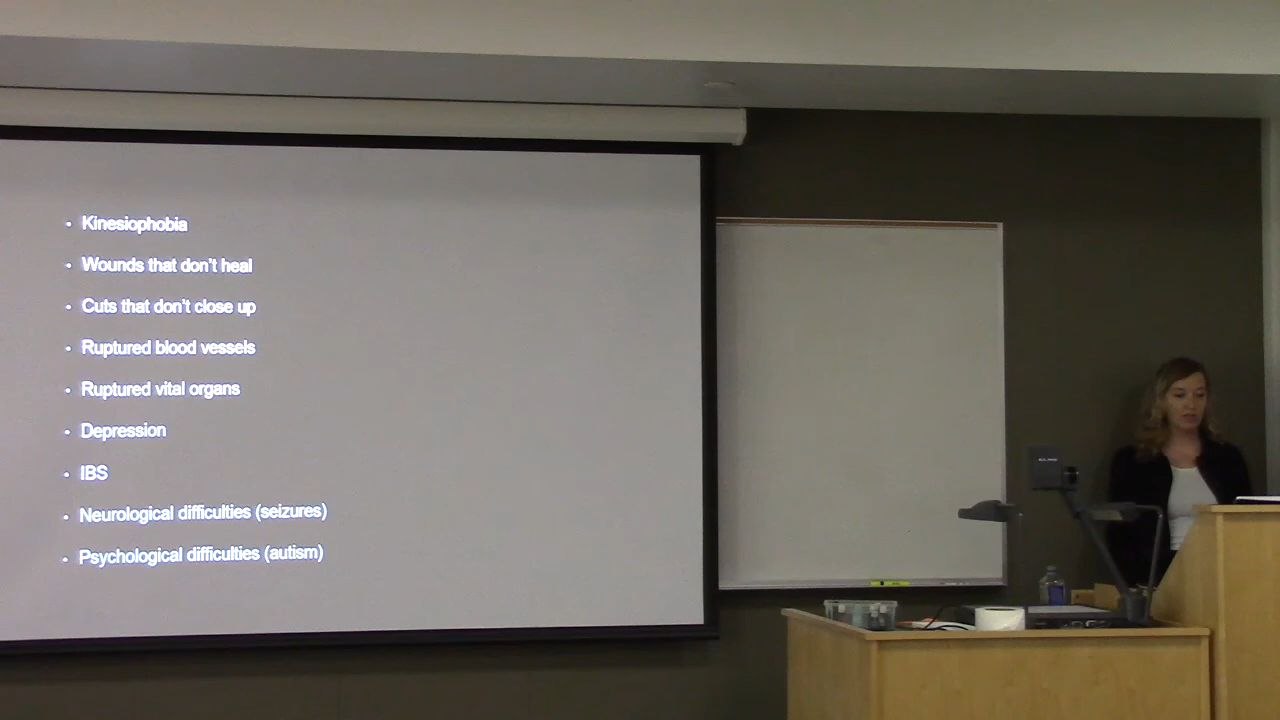 • Kinesiophobia
• Wounds that don't heal
• Cuts that don't close up
• Ruptured blood vessels
• Ruptured vital organs
• Depression
• IBS
• Neurological difficulties (seizures)
• Psychological difficulties (autism)